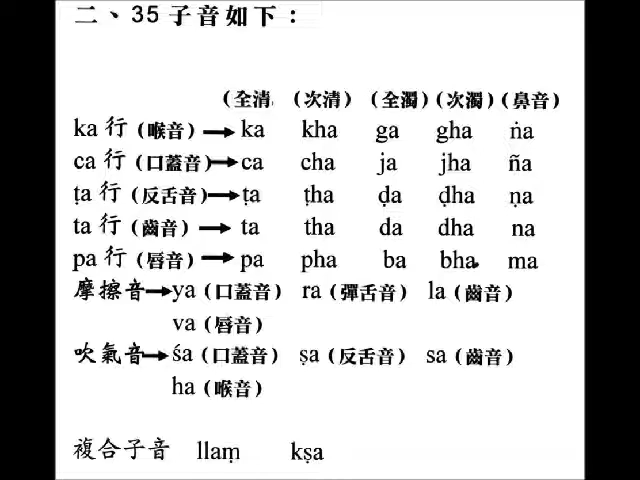 二、35子音如下：
（全清） （次清） （全濁）（次濁）（鼻音）
ka 行（喉音）→ka kha ga gha ṅa
ca 行（口蓋音）→ca cha ja jha ña
ṭa 行（反舌音）→ṭa ṭha ḍa ḍha ṇa
ta 行（齒音）→ta tha da dha na
pa 行（唇音）→pa pha ba bha ma
摩擦音→ya（口蓋音） ra（彈舌音） la（齒音）
va（唇音）
吹氣音→śa（口蓋音） ṣa（反舌音） sa（齒音）
ha（喉音）
複合子音 llaṃ kṣa